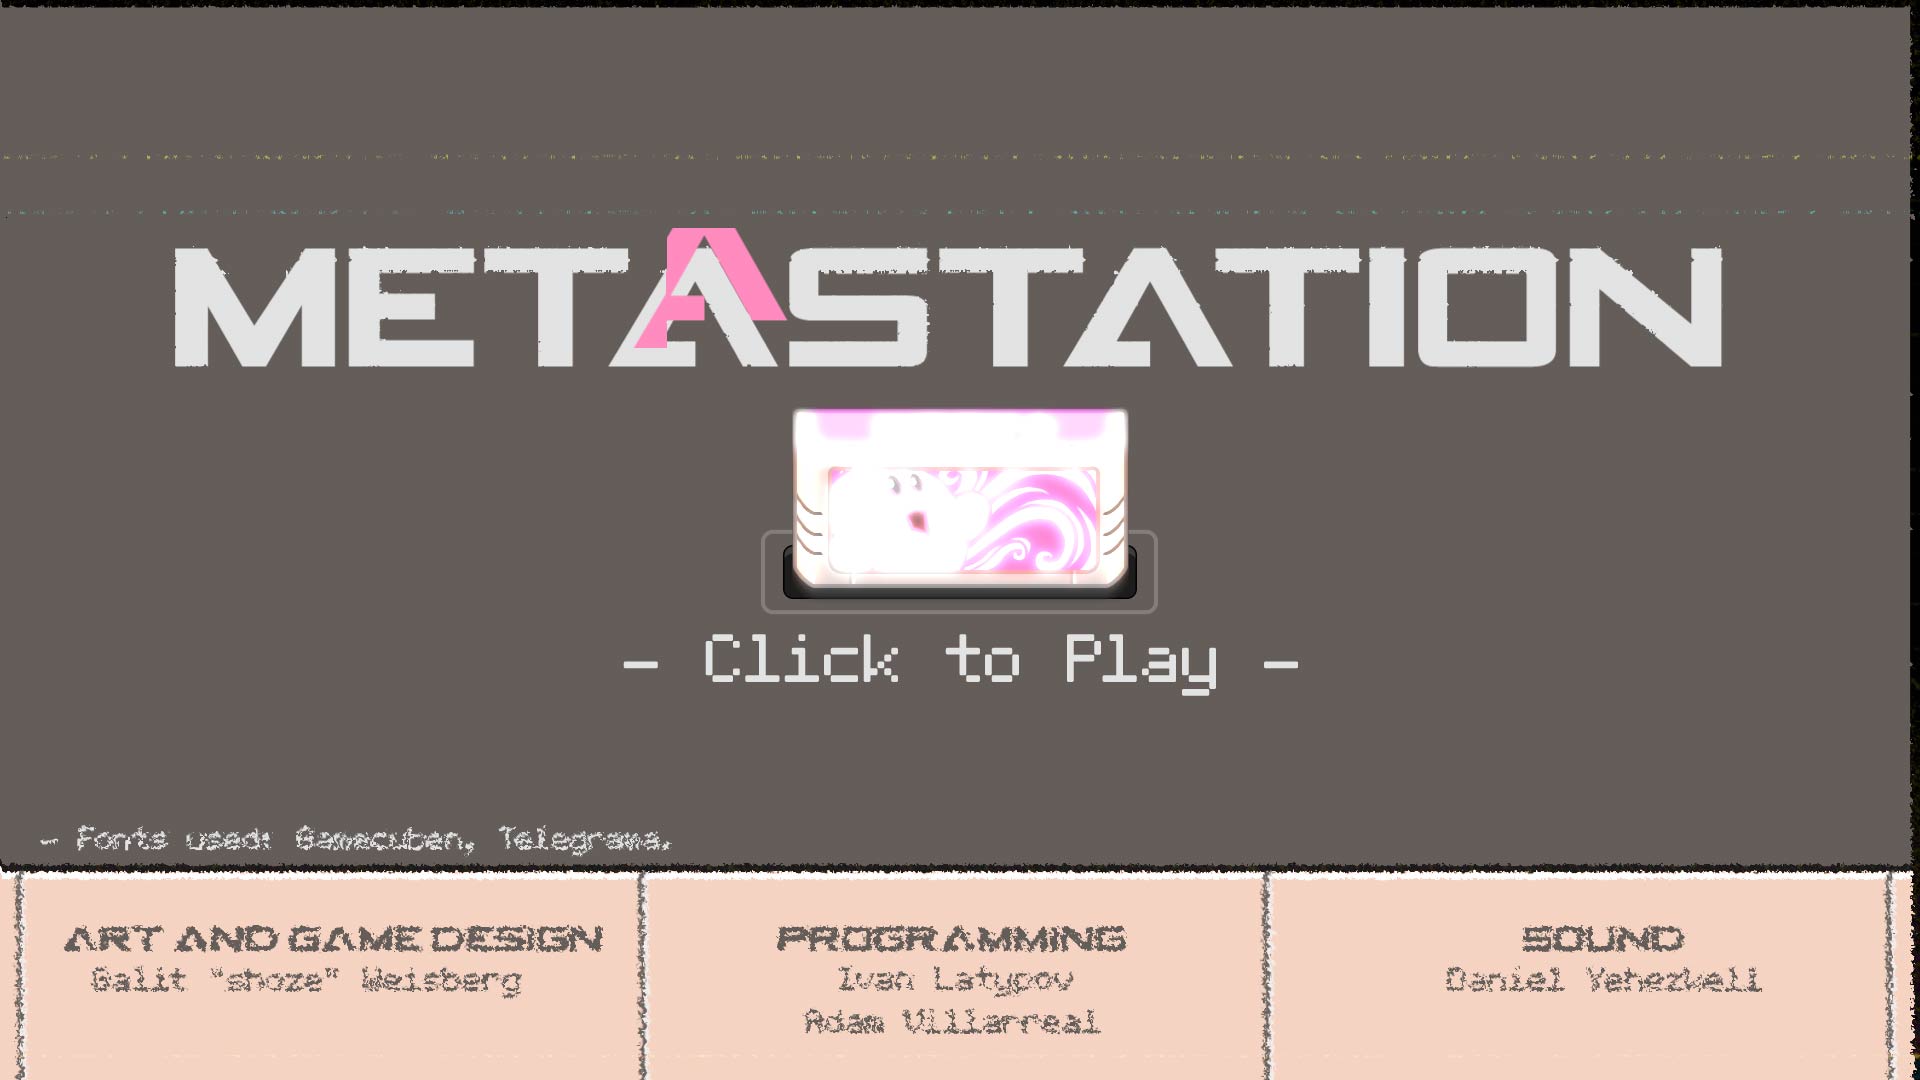 METASTATION
- Click to Play -
- Fonts used: Gamecuben, Telegrama.
ART AND GAME DESIGN
Galit "shoze" Weisberg
PROGRAMMING
Ivan Latypov
Adam Villarreal
SOUND
Daniel Yehezkeli